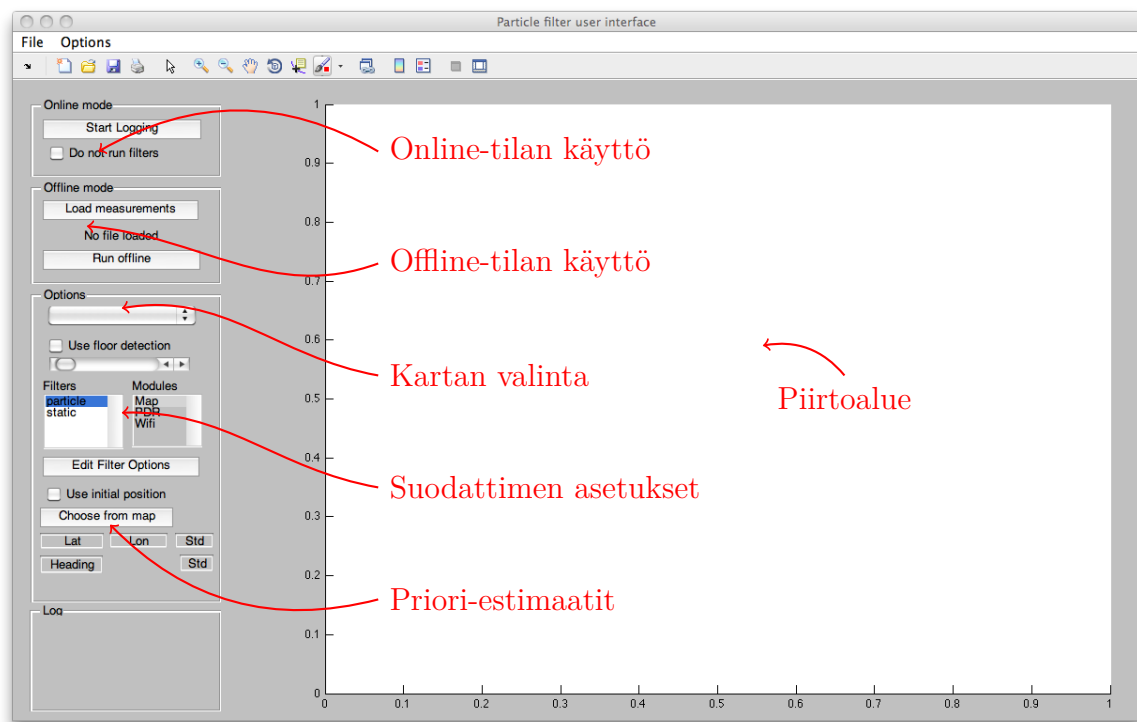 Particle filter user interface
File Options
Online mode
Start Logging
Do not run filters
Offline mode
Load measurements
No file loaded
Run offline
Options
Use floor detection
Filters Modules
particle Map
static PDR
Wifi
Edit Filter Options
Use initial position
Choose from map
Lat Lon Std
Heading Std
Log
1
0.9
0.8
0.7
0.6
0.5
0.4
0.3
0.2
0.1
0
0 0.1 0.2 0.3 0.4 0.5 0.6 0.7 0.8 0.9 1
Online-tilan käyttö
Offline-tilan käyttö
Kartan valinta
Piirtoalue
Suodattimen asetukset
Priori-estimaatit